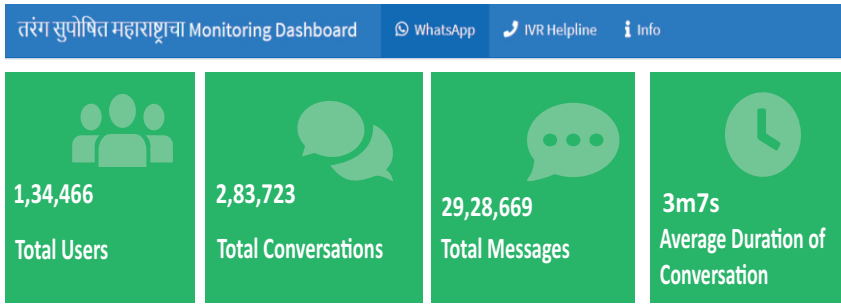 तरंग सुपोषित महाराष्ट्राचा Monitoring Dashboard WhatsApp IVR Helpline Info
1,34,466
Total Users
2,83,723
Total Conversations
29,28,669
Total Messages
3m7s
Average Duration of
Conversation